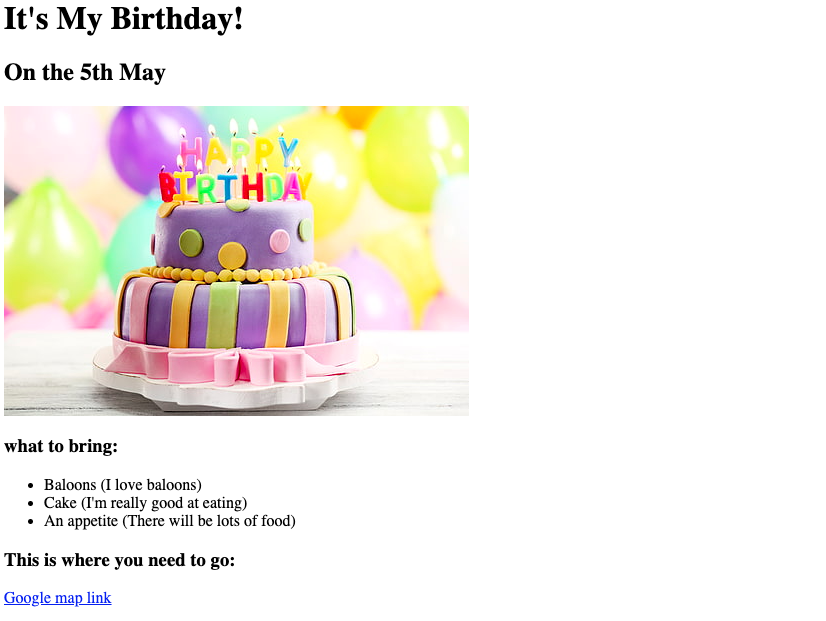 It's My Birthday!
On the 5th May
HAPPY
BIRTHDAY
what to bring:
Baloons (I love baloons)
Cake (I'm really good at eating)
An appetite (There will be lots of food)
This is where you need to go:
Google map link